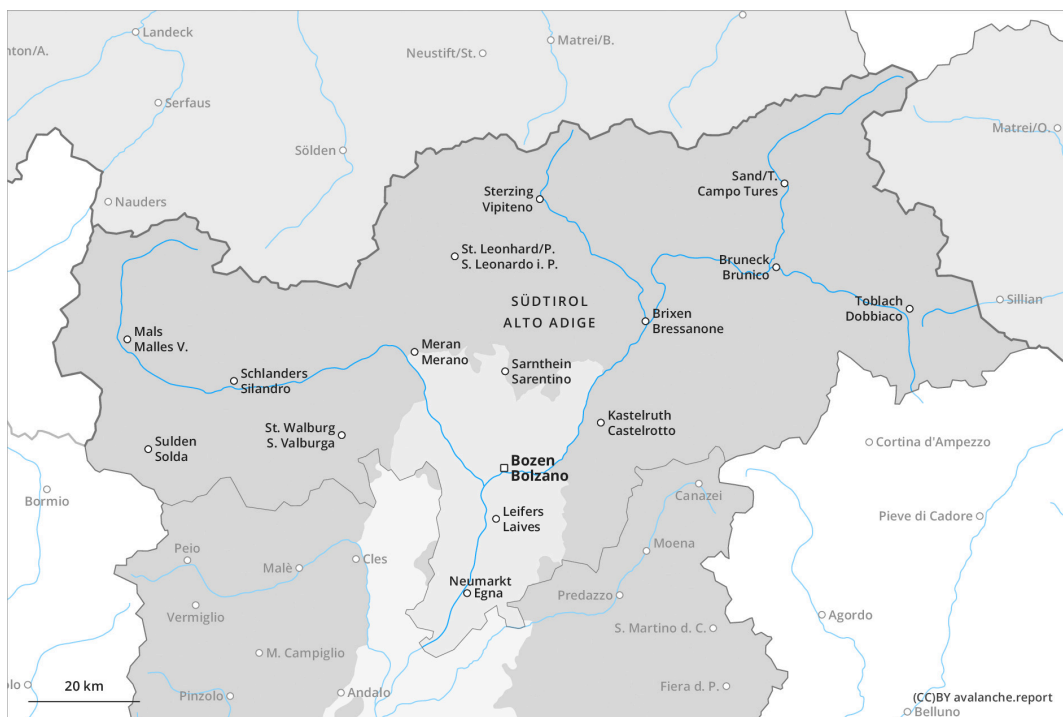 Landeck
Matrei/B.
Neustift/St.
nton/A.
Serfaus
Matrei/O.
Sölden
Sand/T.
Campo Tures
Sterzing
Vipiteno
Nauders
St. Leonhard/P.
S. Leonardo i. P.
Bruneck
Brunico
SÜDTIROL
ALTO ADIGE
Toblach
Dobbiaco
Sillian
Brixen
Bressanone
Mals
Malles V.
Meran
Merano
Sarnthein
Sarentino
Schlanders
Silandro
Kastelruth
Castelrotto
St. Walburg
S. Valburga
Sulden
Solda
Cortina d'Ampezzo
Bozen
Bolzano
Bormio
Canazei
Leifers
Laives
Pieve di Cadore
Peio
Cles
Malè
Moena
Neumarkt
Egna
Predazzo
Vermiglio
Agordo
S. Martino d. C.
M. Campiglio
Fiera d. P.
20 km
olo
Pinzolo
Andalo
(CC)BY avalanche.report
Belluno